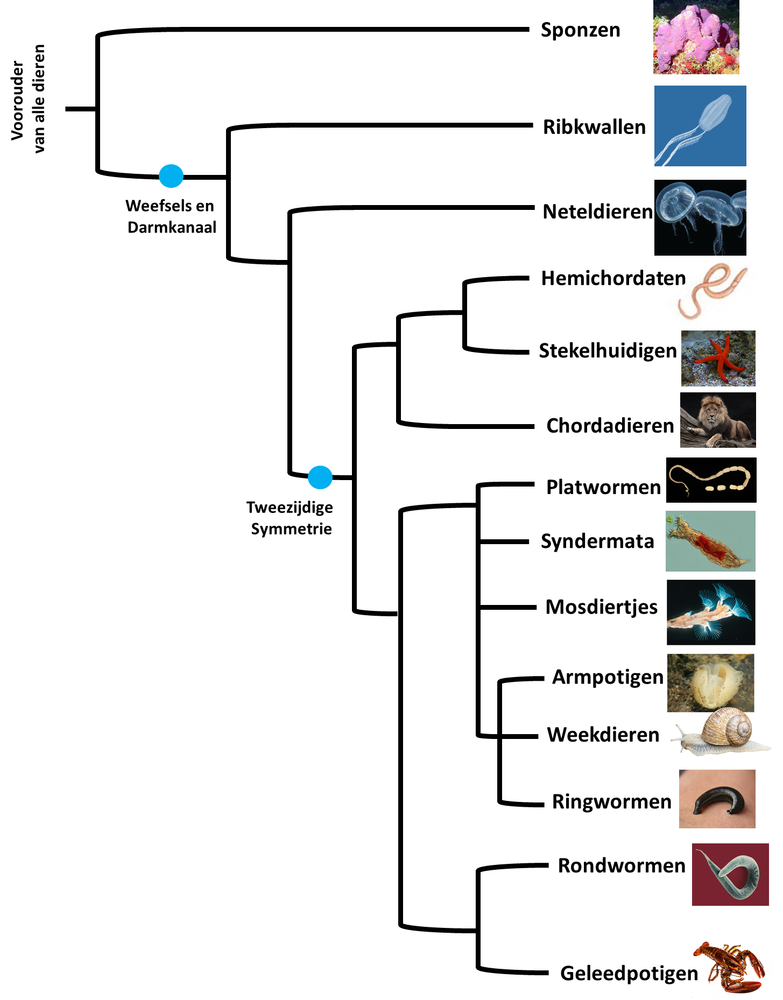 Voorouder
van alle dieren
Sponzen
Ribkwallen
Weefsels en
Darmkanaal
Neteldieren
Hemichordaten
Stekelhuidigen
Chordadieren
Platwormen
Tweezijdige
Symmetrie
Syndermata
Mosdiertjes
Armpotigen
Weekdieren
Ringwormen
Rondwormen
Geleedpotigen